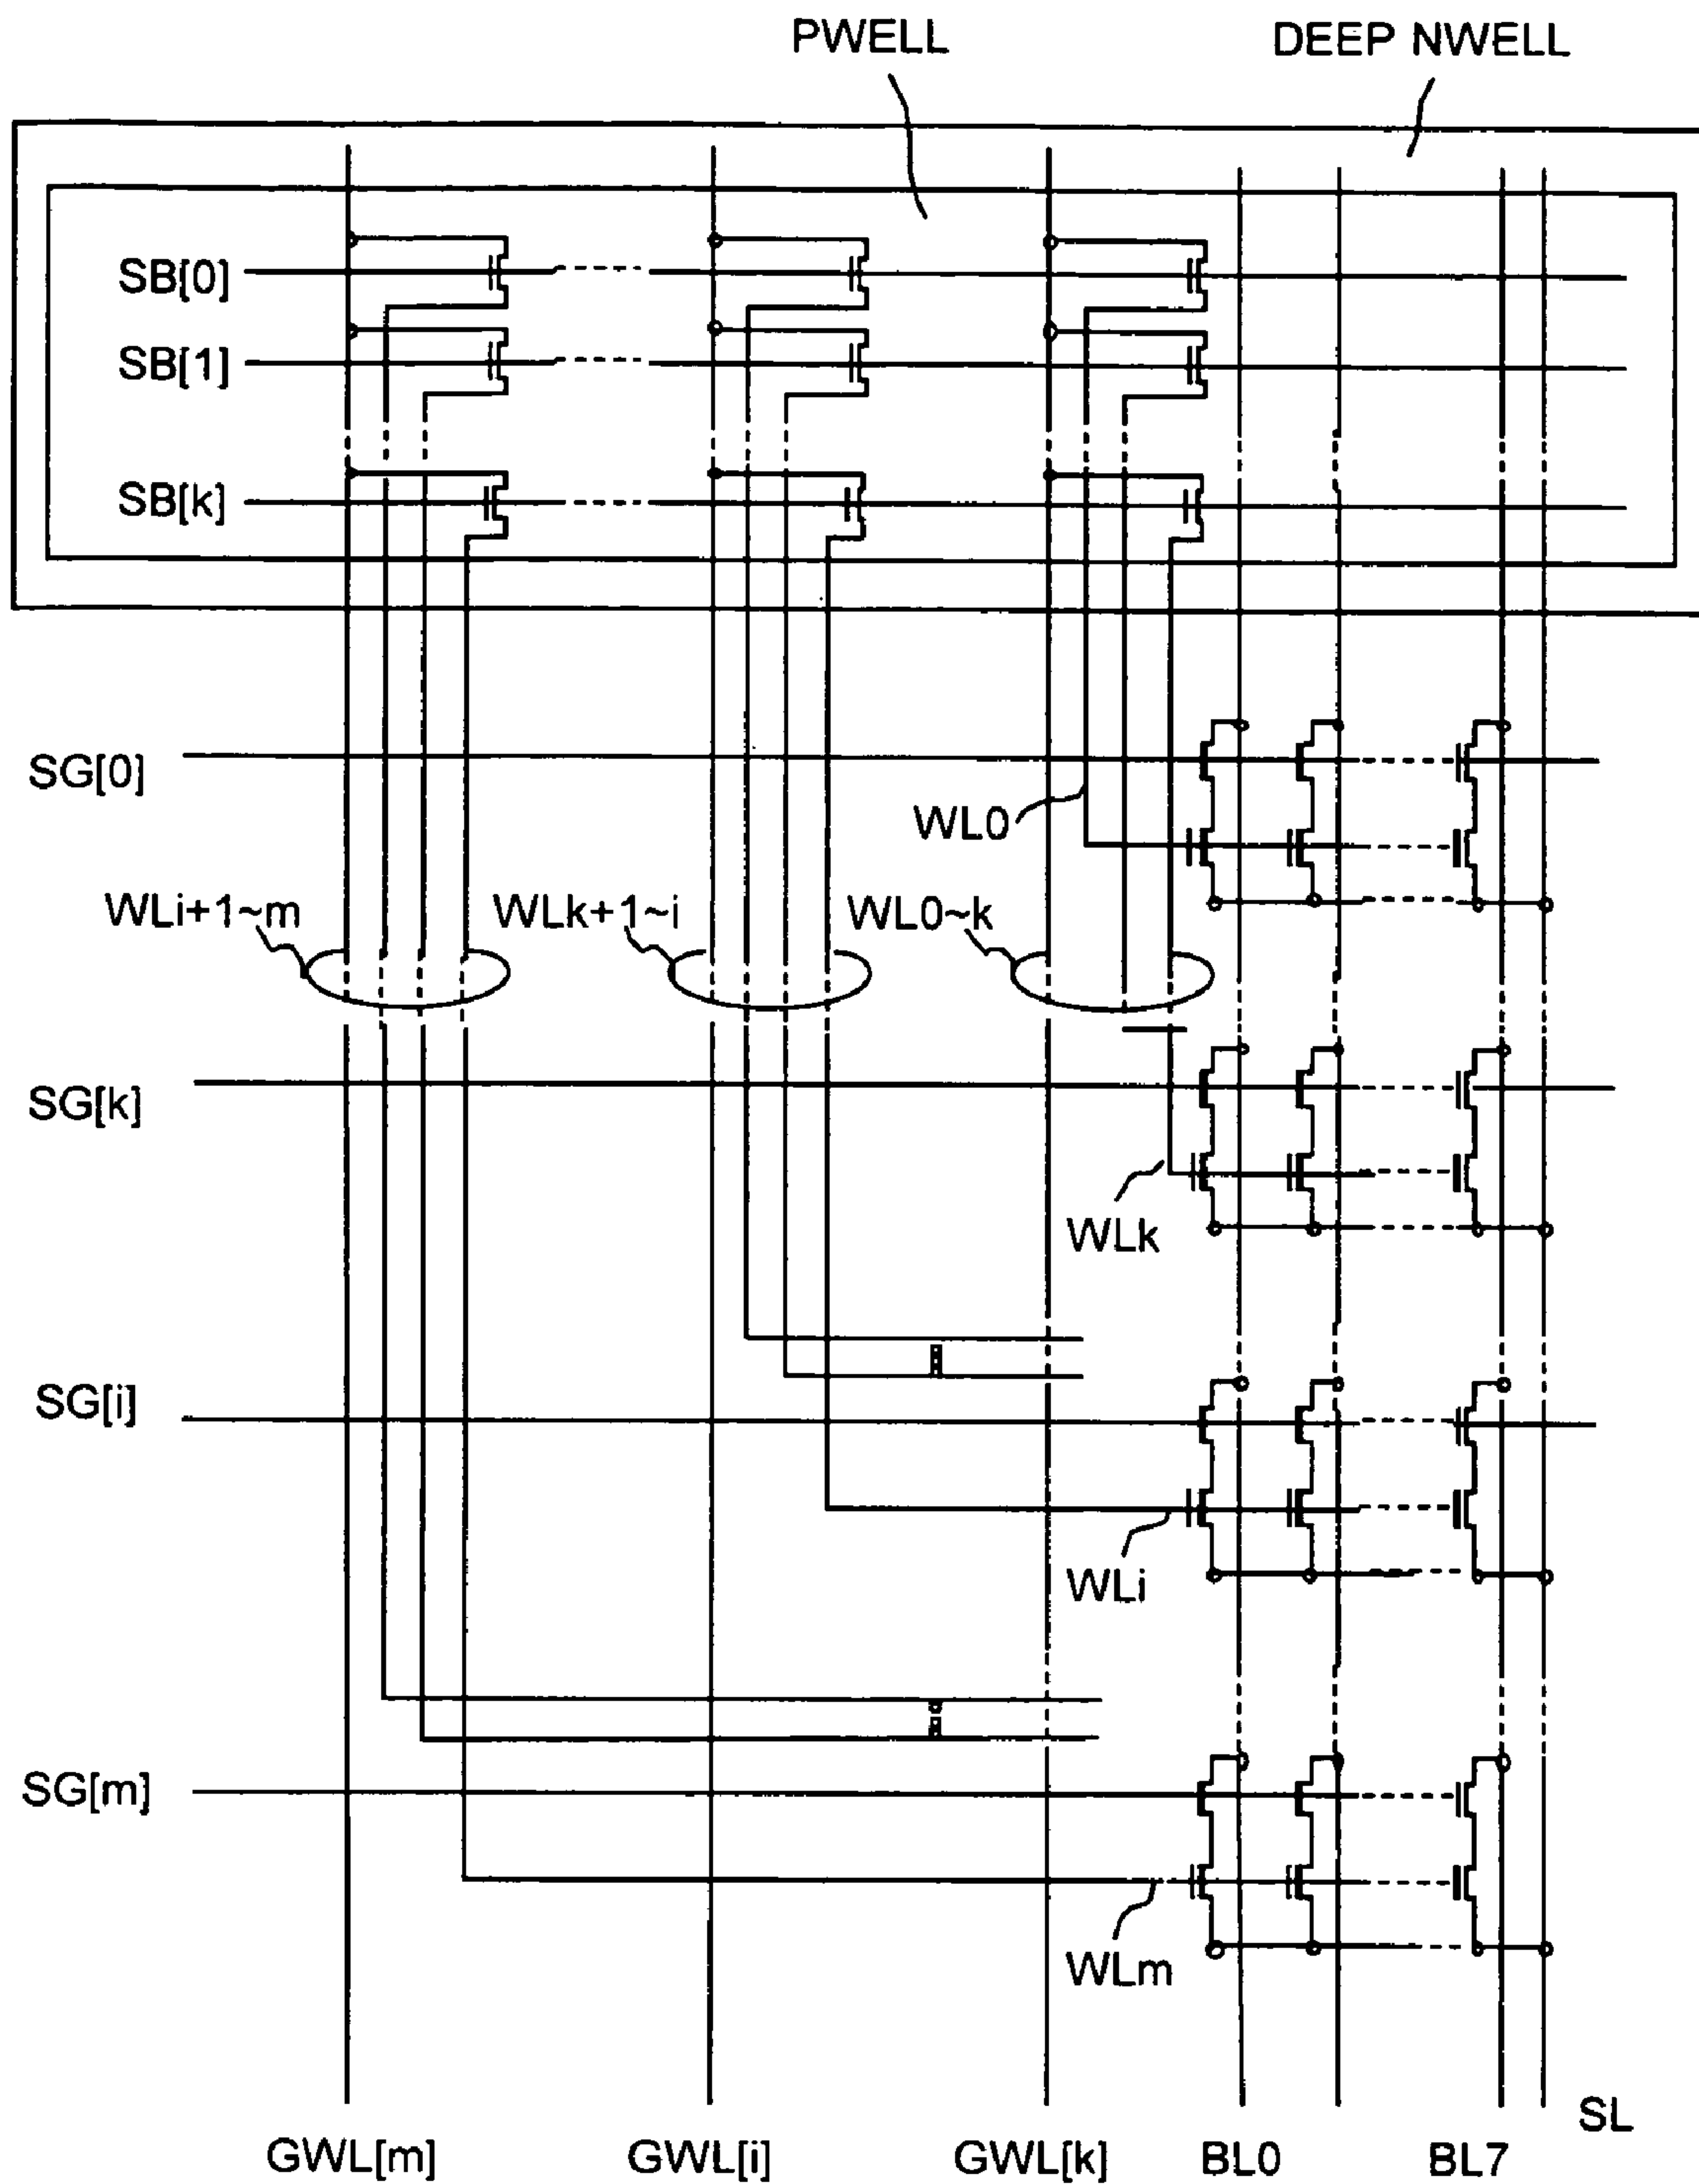 PWELL DEEP NWELL
SB[0]
SB[1]
SB[k]
SG[0]
WL0
WLi+1~m WLk+1~i WL0~k
SG[k]
WLk
SG[i]
WLi
SG[m]
WLm
SL
GWL[m] GWL[i] GWL[k] BL0 BL7